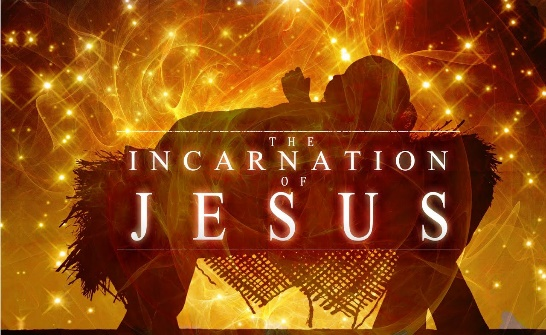 THE
INCARNATION
OF
JESUS